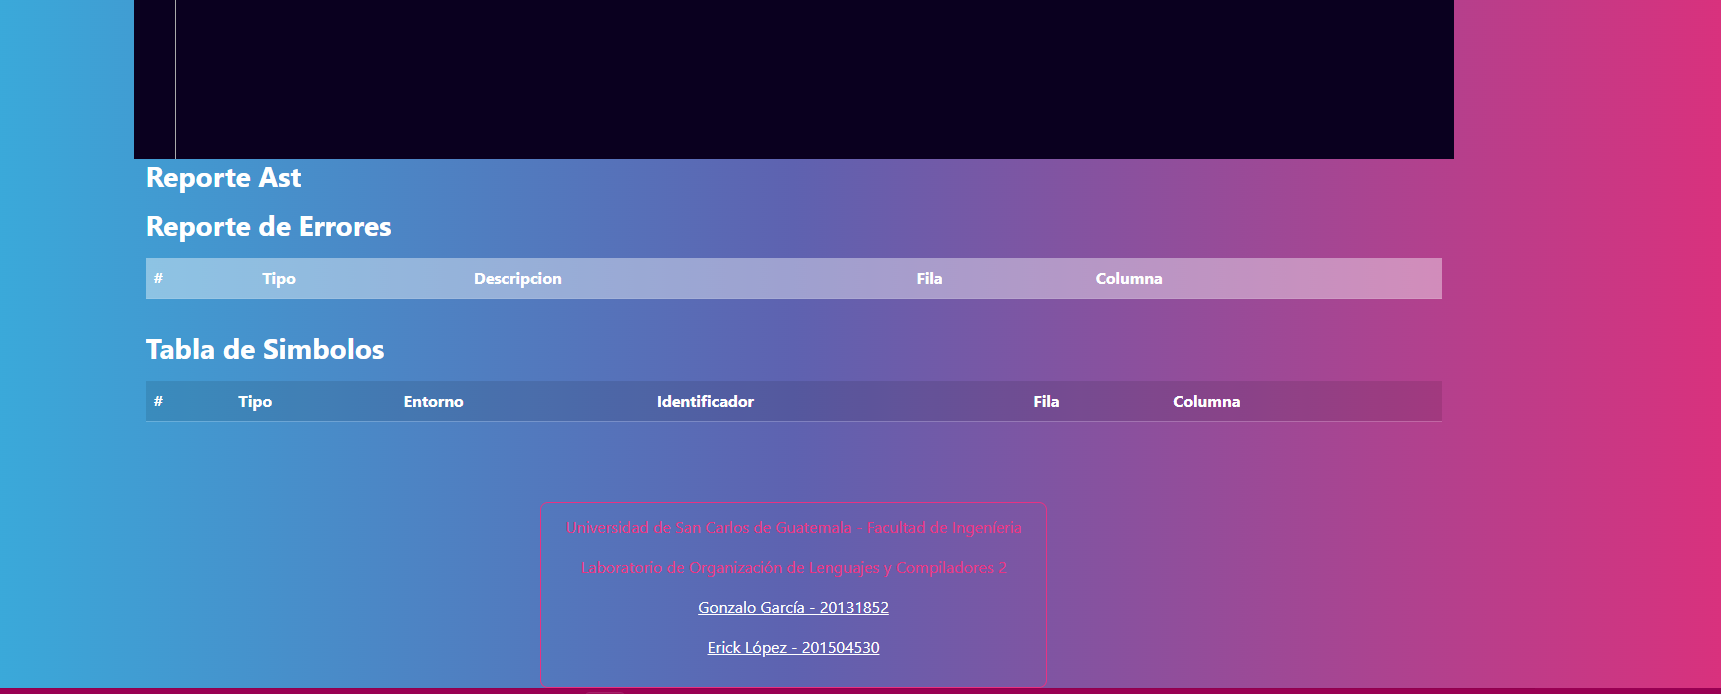 Reporte Ast
Reporte de Errores
# Tipo Descripcion Fila Columna
Tabla de Simbolos
# Tipo Entorno Identificador Fila Columna
Universidad de San Carlos de Guatemala - Facultad de Ingenieria
Laboratorio de Organización de Lenguajes y Compiladores 2
Gonzalo García - 20131852
Erick López - 201504530